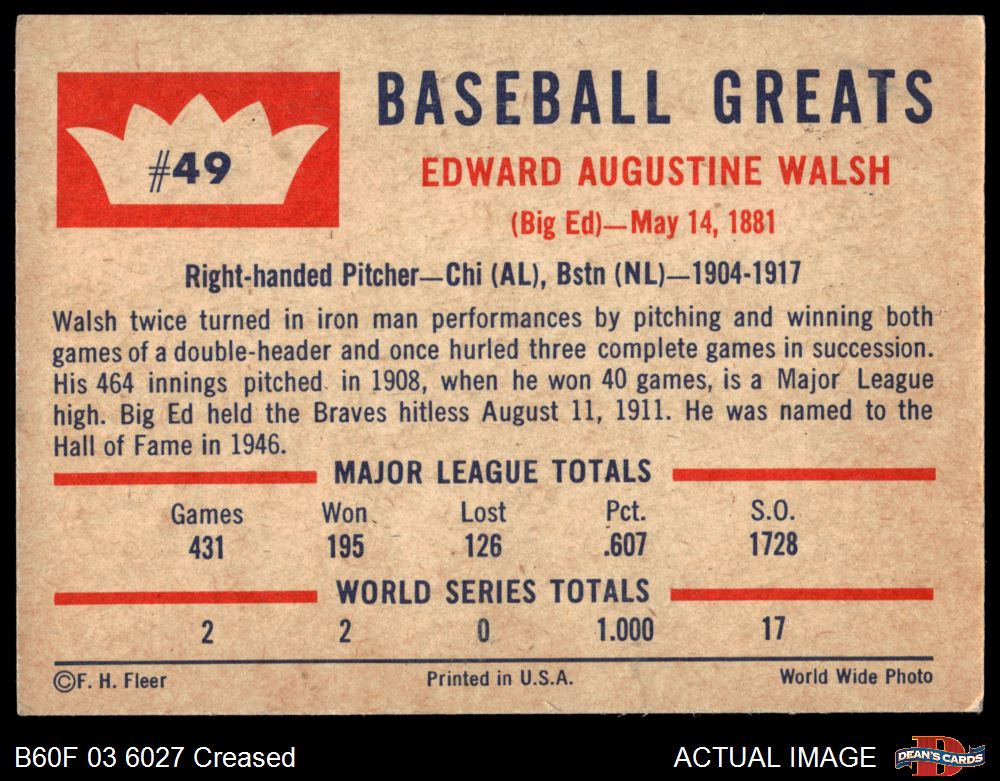 #49
BASEBALL GREATS
EDWARD AUGUSTINE WALSH
(Big Ed)—May 14, 1881
Right-handed Pitcher—Chi (AL), Bstn (NL)—1904-1917
Walsh twice turned in iron man performances by pitching and winning both
games of a double-header and once hurled three complete games in succession.
His 464 innings pitched in 1908, when he won 40 games, is a Major League
high. Big Ed held the Braves hitless August 11, 1911. He was named to the
Hall of Fame in 1946.
MAJOR LEAGUE TOTALS
Games Won Lost Pct. S.O.
431 195 126 .607 1728
WORLD SERIES TOTALS
2 2 0 1.000 17
©F. H. Fleer Printed in U.S.A. World Wide Photo
B60F 03 6027 Creased ACTUAL IMAGE
D
DEAN'S CARDS